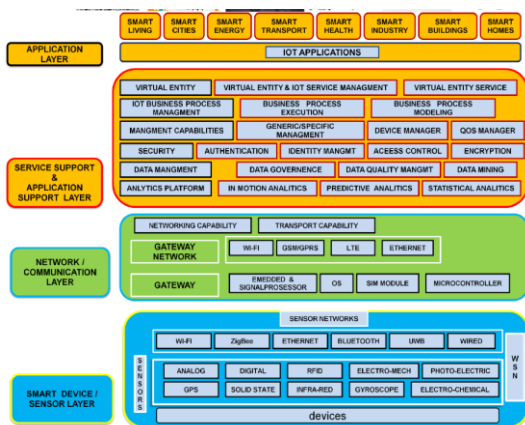 SMART LIVING
SMART CITIES
SMART ENERGY
SMART TRANSPORT
SMART HEALTH
SMART INDUSTRY
SMART BUILDINGS
SMART HOMES
APPLICATION LAYER
IOT APPLICATIONS
VIRTUAL ENTITY
VIRTUAL ENTITY & IOT SERVICE MANAGMENT
VIRTUAL ENTITY SERVICE
IOT BUSINESS PROCESS MANAGMENT
BUSINESS PROCESS EXECUTION
BUSINESS PROCESS MODELING
MANGMENT CAPABILITIES
GENERIC/SPECIFIC MANAGMENT
DEVICE MANAGER
QOS MANAGER
SECURITY
AUTHENTICATION
IDENTITY MANGMT
ACEESS CONTROL
ENCRYPTION
SERVICE SUPPORT & APPLICATION SUPPORT LAYER
DATA MANGMENT
DATA GOVERNENCE
DATA QUALITY MANGMT
DATA MINING
ANLYTICS PLATFORM
IN MOTION ANALITICS
PREDICTIVE ANALITICS
STATISTICAL ANALITICS
NETWORKING CAPABILITY
TRANSPORT CAPABILITY
GATEWAY NETWORK
WI-FI
GSM/GPRS
LTE
ETHERNET
NETWORK / COMMUNICATION LAYER
GATEWAY
EMEDDED & SIGNALPROSESSOR
OS
SIM MODULE
MICROCONTROLLER
SENSOR NETWORKS
WI-FI
ZigBee
ETHERNET
BLUETOOTH
UWB
WIRED
WSN
SENSORS
ANALOG
DIGITAL
RFID
ELECTRO-MECH
PHOTO-ELECTRIC
SMART DEVICE / SENSOR LAYER
GPS
SOLID STATE
INFRA-RED
GYROSCOPE
ELECTRO-CHEMICAL
devices